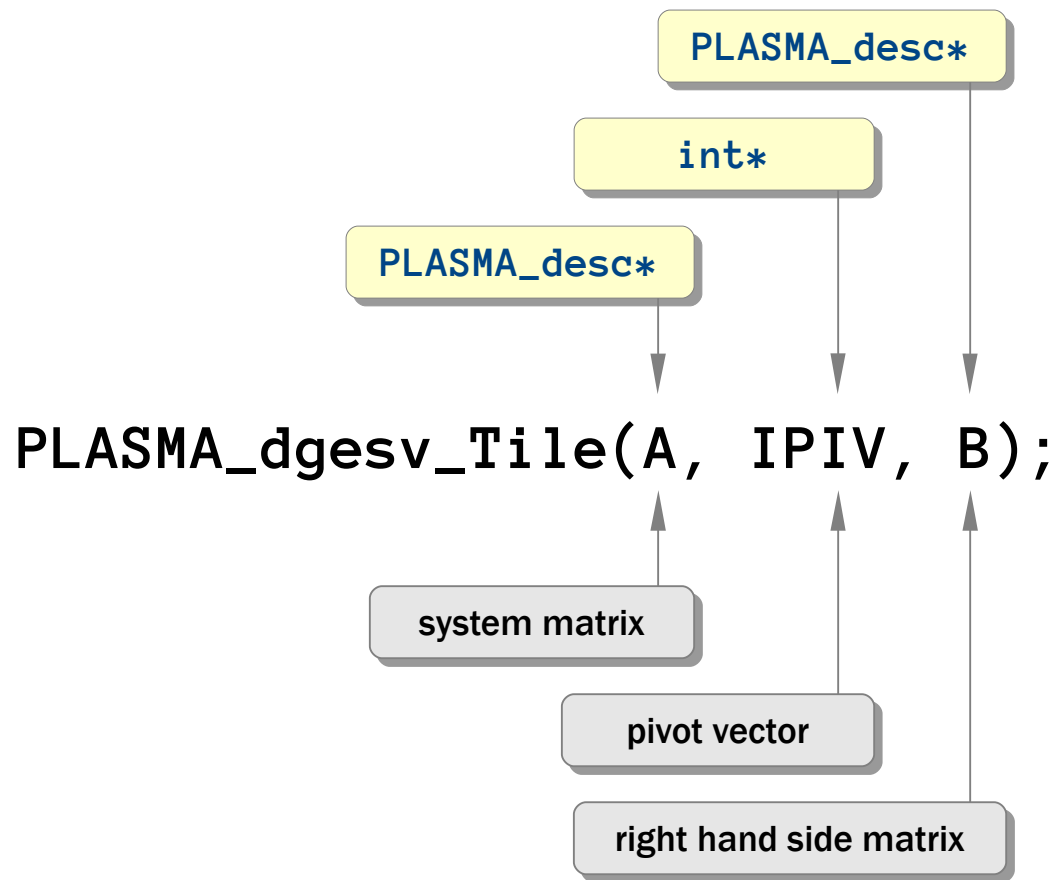 PLASMA_desc*
int*
PLASMA_desc*
PLASMA_dgesv_Tile(A, IPIV, B);
system matrix
pivot vector
right hand side matrix